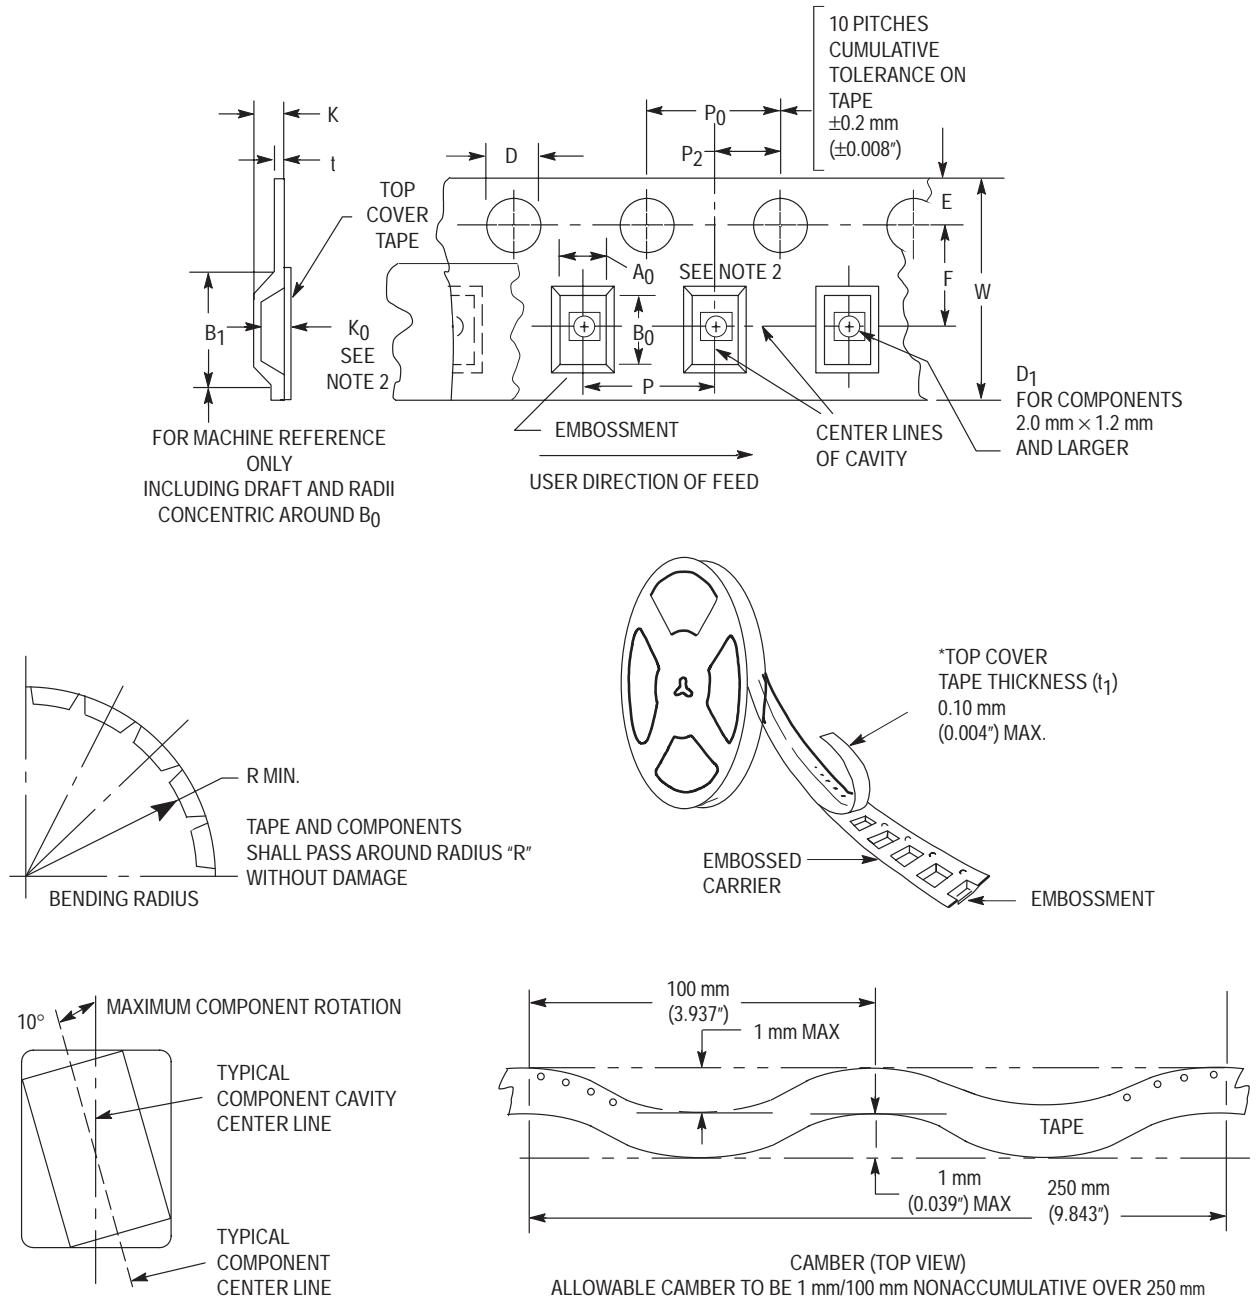 10 PITCHES
CUMULATIVE
TOLERANCE ON
TAPE
±0.2 mm
(±0.008″)
K
t
P0
P2
D
E
TOP
COVER
TAPE
A0
SEE NOTE 2
F
W
B1
K0
SEE
NOTE 2
B0
P
D1
FOR COMPONENTS
2.0 mm × 1.2 mm
AND LARGER
FOR MACHINE REFERENCE
ONLY
INCLUDING DRAFT AND RADII
CONCENTRIC AROUND B0
EMBOSSMENT
USER DIRECTION OF FEED
CENTER LINES
OF CAVITY
*TOP COVER
TAPE THICKNESS (t1)
0.10 mm
(0.004″) MAX.
R MIN.
TAPE AND COMPONENTS
SHALL PASS AROUND RADIUS “R”
WITHOUT DAMAGE
BENDING RADIUS
EMBOSSED
CARRIER
EMBOSSMENT
10°
MAXIMUM COMPONENT ROTATION
TYPICAL
COMPONENT CAVITY
CENTER LINE
TYPICAL
COMPONENT
CENTER LINE
100 mm
(3.937″)
1 mm MAX
TAPE
1 mm
(0.039″) MAX
250 mm
(9.843″)
CAMBER (TOP VIEW)
ALLOWABLE CAMBER TO BE 1 mm/100 mm NONACCUMULATIVE OVER 250 mm